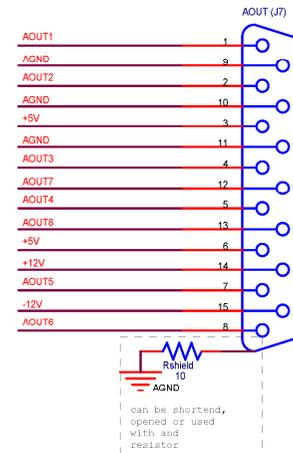 AOUT (J7)
AOUT1 1
AGND 9
AOUT2 2
AGND 10
+5V 3
AGND 11
AOUT3 4
AOUT7 12
AOUT4 5
AOUT8 13
+5V 6
+12V 14
AOUT5 7
-12V 15
AOUT6 8
Rshield
10
AGND
can be shortend,
opened or used
with and
resistor